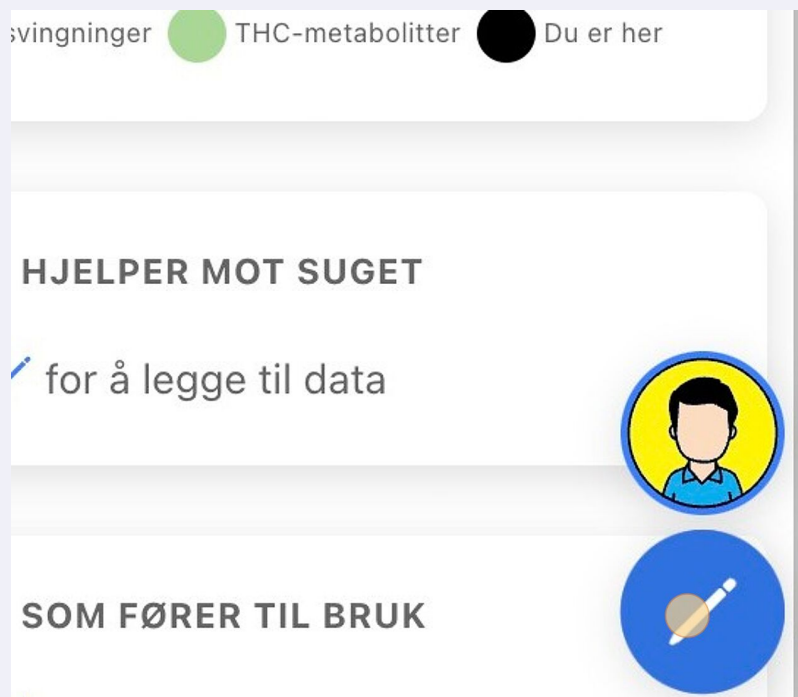 svingninger THC-metabolitter Du er her
HJELPER MOT SUGET
for å legge til data
SOM FØRER TIL BRUK